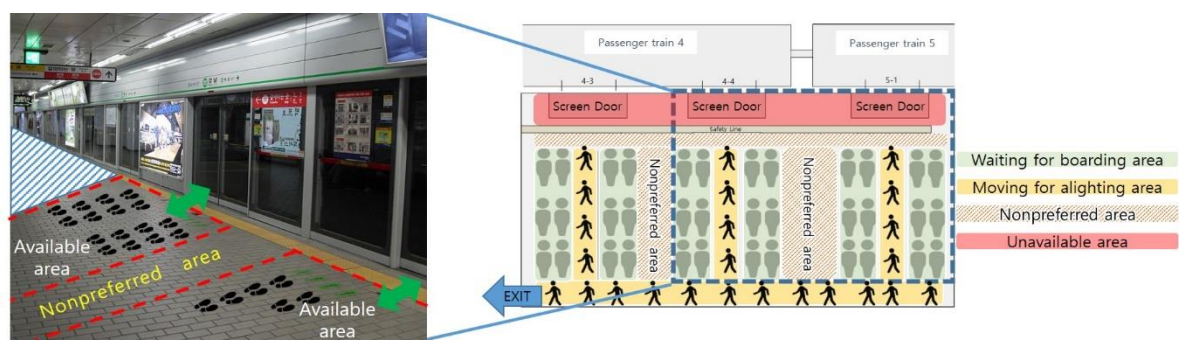 Available
area
Nonpreferred area
Available
area
Passenger train 4
Passenger train 5
4-3
4-4
5-1
Screen Door
Screen Door
Screen Door
Safety Line
Nonpreferred area
Nonpreferred area
EXIT
Waiting for boarding area
Moving for alighting area
Nonpreferred area
Unavailable area